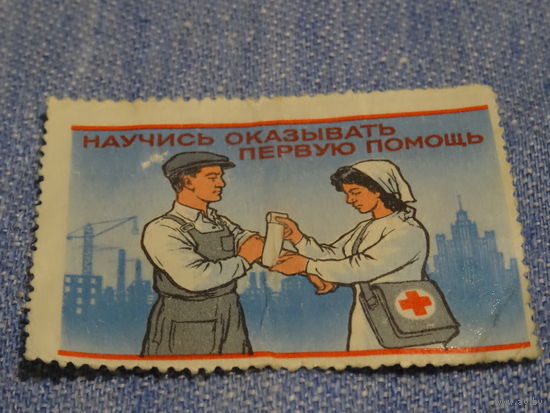 НАУЧИСЬ ОКАЗЫВАТЬ
ПЕРВУЮ ПОМОЩЬ